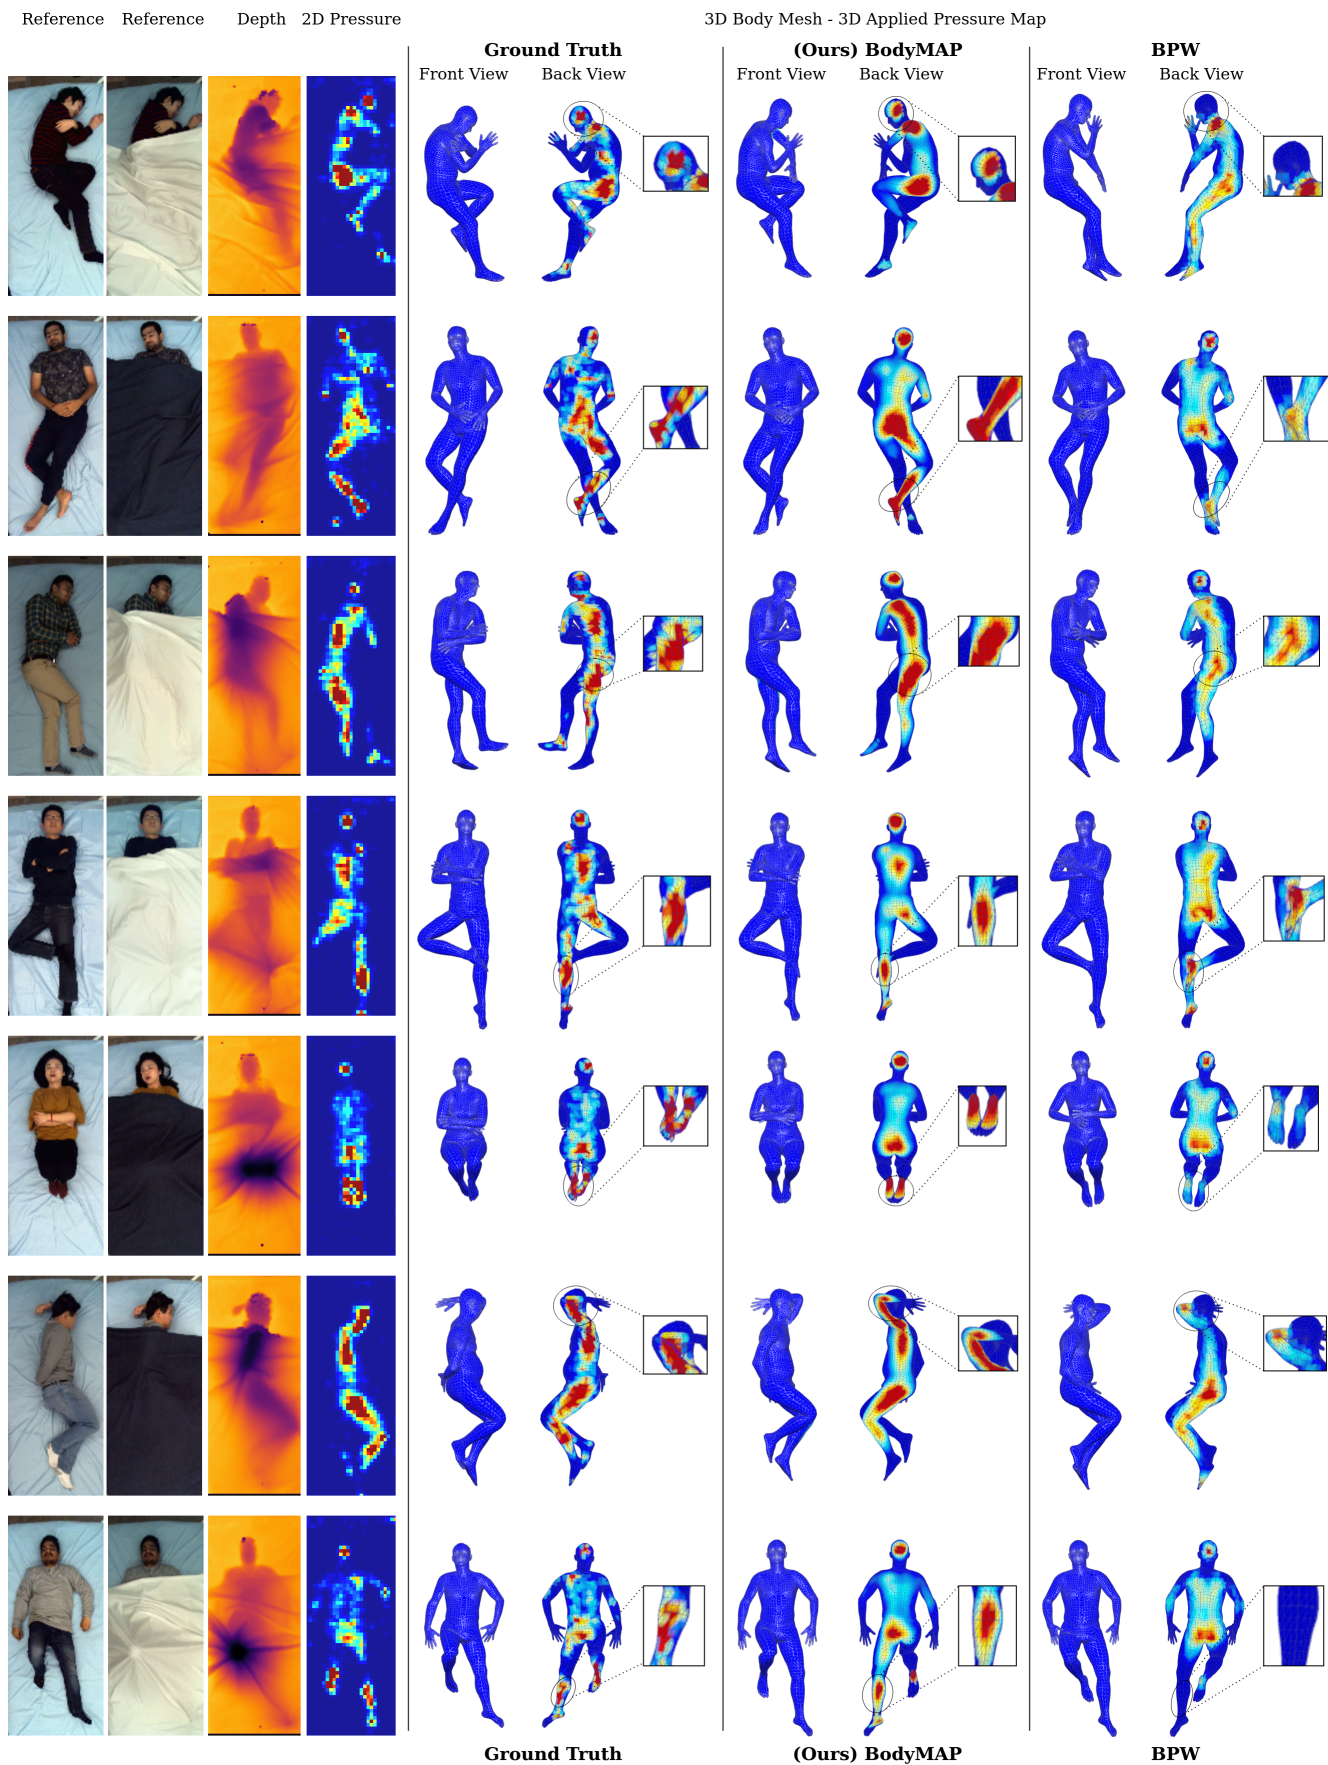 Reference Reference Depth 2D Pressure 3D Body Mesh - 3D Applied Pressure Map
Ground Truth (Ours) BodyMAP BPW
Front View Back View Front View Back View Front View Back View
Ground Truth (Ours) BodyMAP BPW